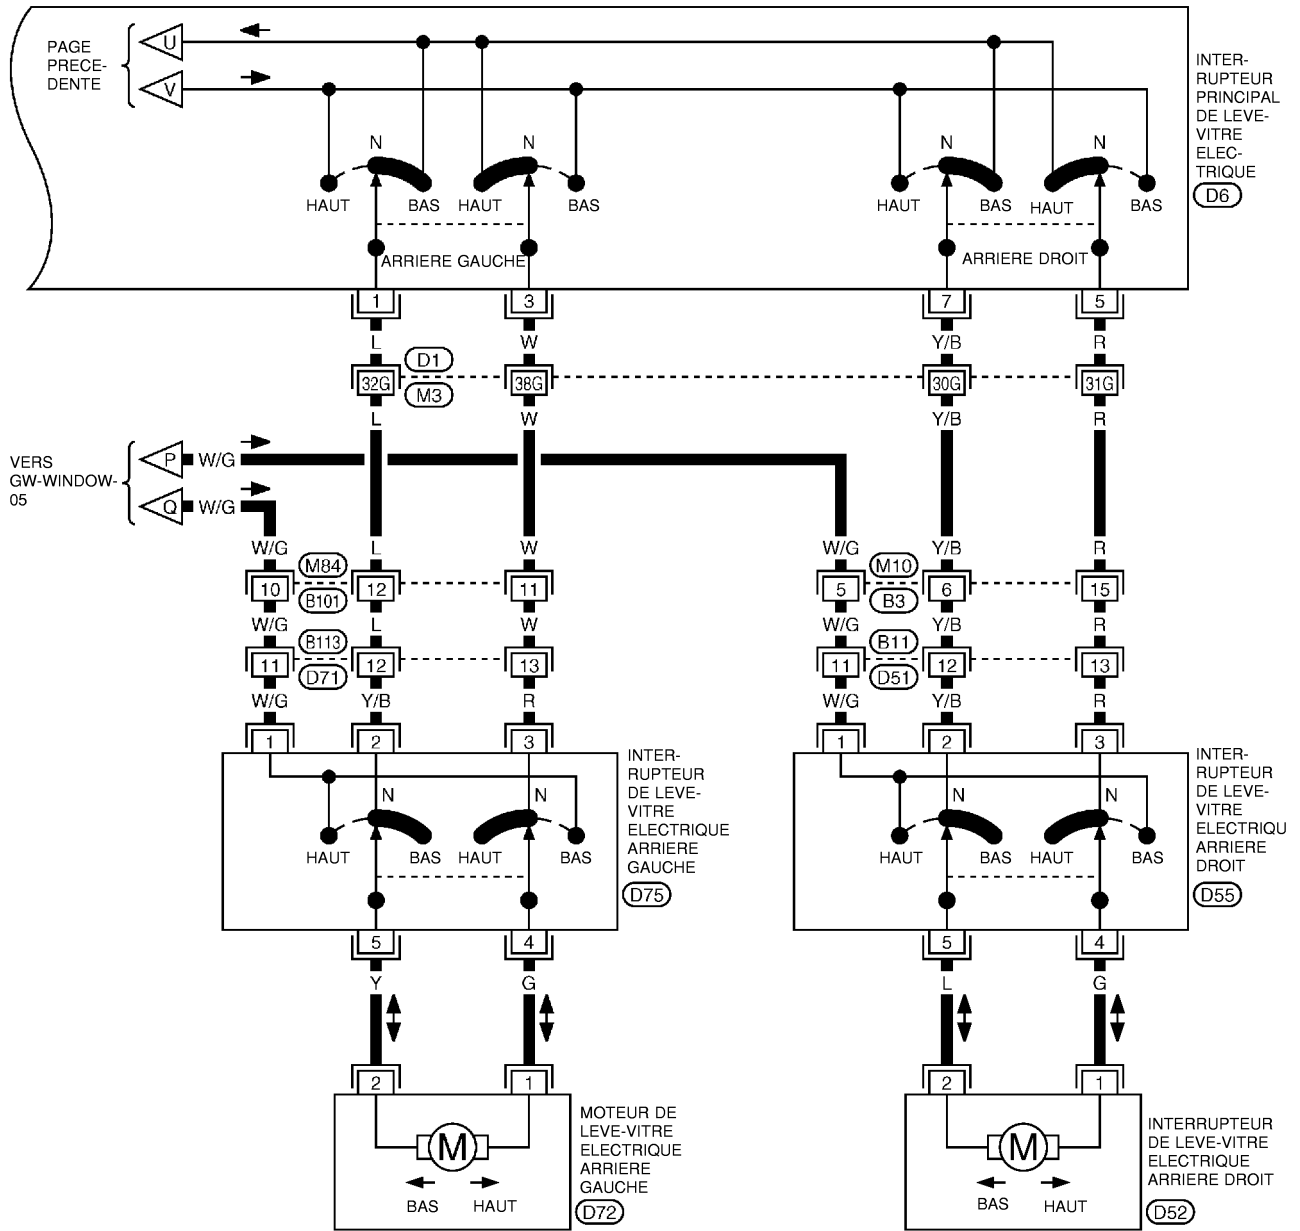 PAGE
PRECE-
DENTE
U
V
N
N
N
N
HAUT
BAS
HAUT
BAS
HAUT
BAS
HAUT
BAS
ARRIERE GAUCHE
ARRIERE DROIT
INTER-
RUPTEUR
PRINCIPAL
DE LEVE-
VITRE
ELEC-
TRIQUE
D6
1
3
7
5
L
W
Y/B
R
D1
32G
38G
30G
31G
M3
L
W
Y/B
R
VERS
GW-WINDOW-
05
P
W/G
Q
W/G
W/G
L
W
W/G
Y/B
R
M84
M10
10
12
11
5
6
15
B101
B3
W/G
L
W
W/G
Y/B
R
B113
B11
11
12
13
11
12
13
D71
D51
W/G
Y/B
R
W/G
Y/B
R
1
2
3
1
2
3
N
N
HAUT
BAS
HAUT
BAS
INTER-
RUPTEUR
DE LEVE-
VITRE
ELECTRIQUE
ARRIERE
GAUCHE
D75
N
N
HAUT
BAS
HAUT
BAS
INTER-
RUPTEUR
DE LEVE-
VITRE
ELECTRIQU
ARRIERE
DROIT
D55
5
4
5
4
Y
G
L
G
2
1
2
1
M
BAS
HAUT
MOTEUR DE
LEVE-VITRE
ELECTRIQUE
ARRIERE
GAUCHE
D72
M
BAS
HAUT
INTERRUPTEUR
DE LEVE-VITRE
ELECTRIQUE
ARRIERE DROIT
D52